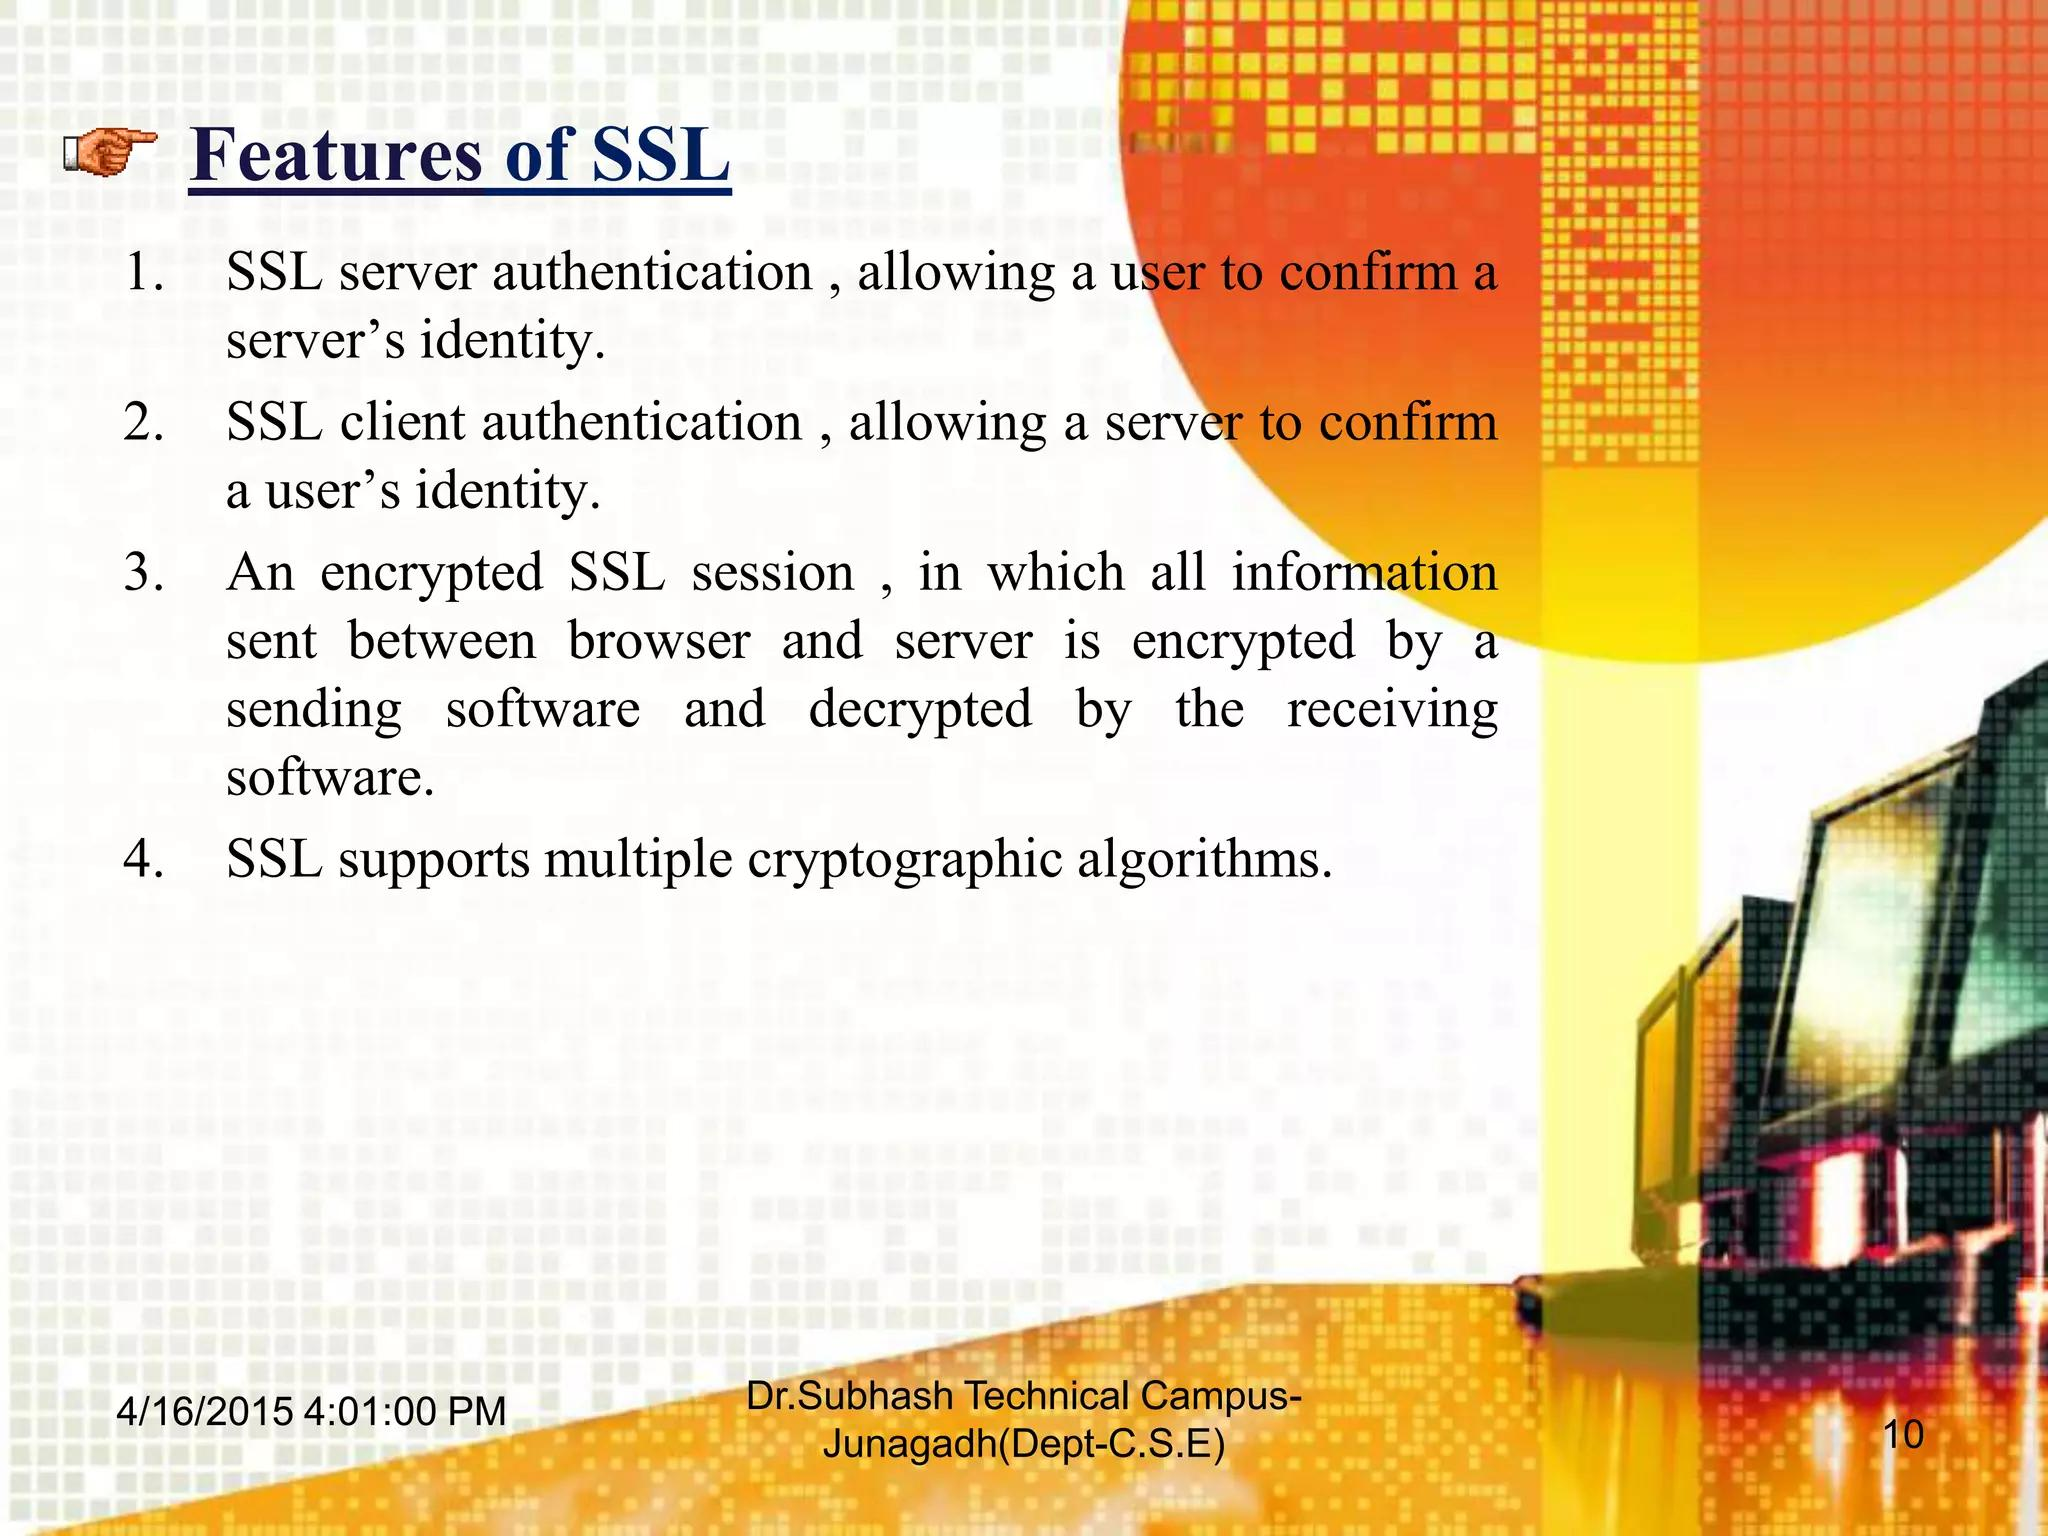 Features of SSL
1. SSL server authentication , allowing a user to confirm a
server’s identity.
2. SSL client authentication , allowing a server to confirm
a user’s identity.
3. An encrypted SSL session , in which all information
sent between browser and server is encrypted by a
sending software and decrypted by the receiving
software.
4. SSL supports multiple cryptographic algorithms.
4/16/2015 4:01:00 PM
Dr.Subhash Technical Campus-
Junagadh(Dept-C.S.E)
10